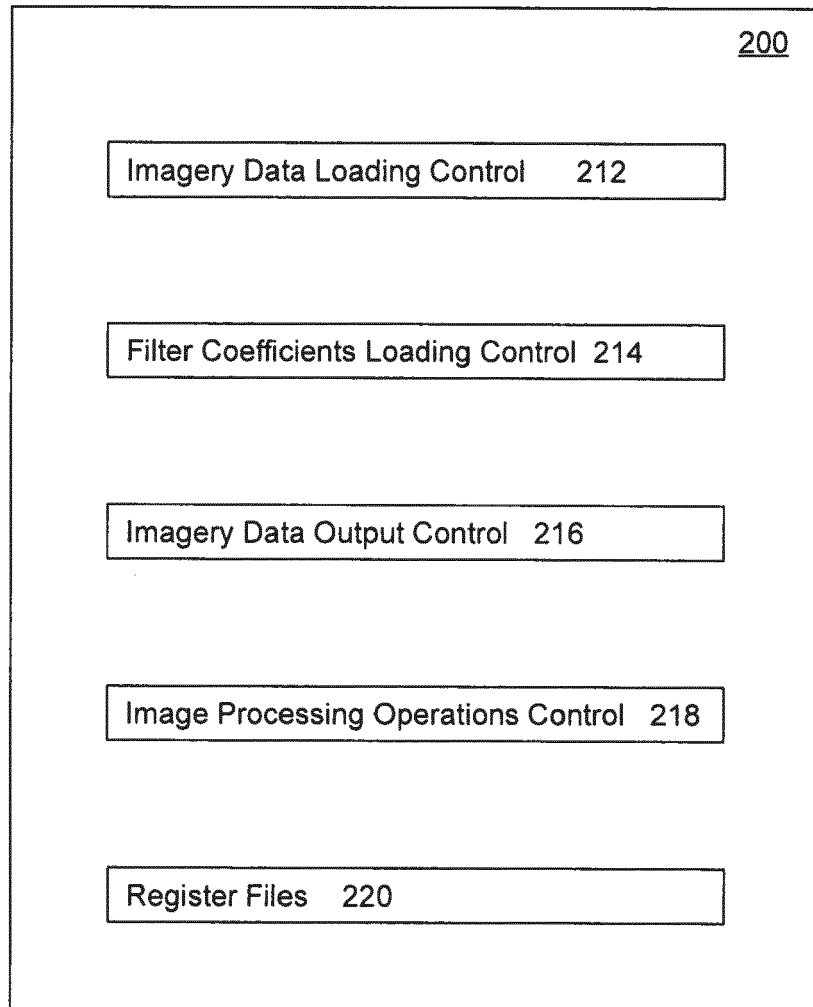 200
Imagery Data Loading Control 212
Filter Coefficients Loading Control 214
Imagery Data Output Control 216
Image Processing Operations Control 218
Register Files 220